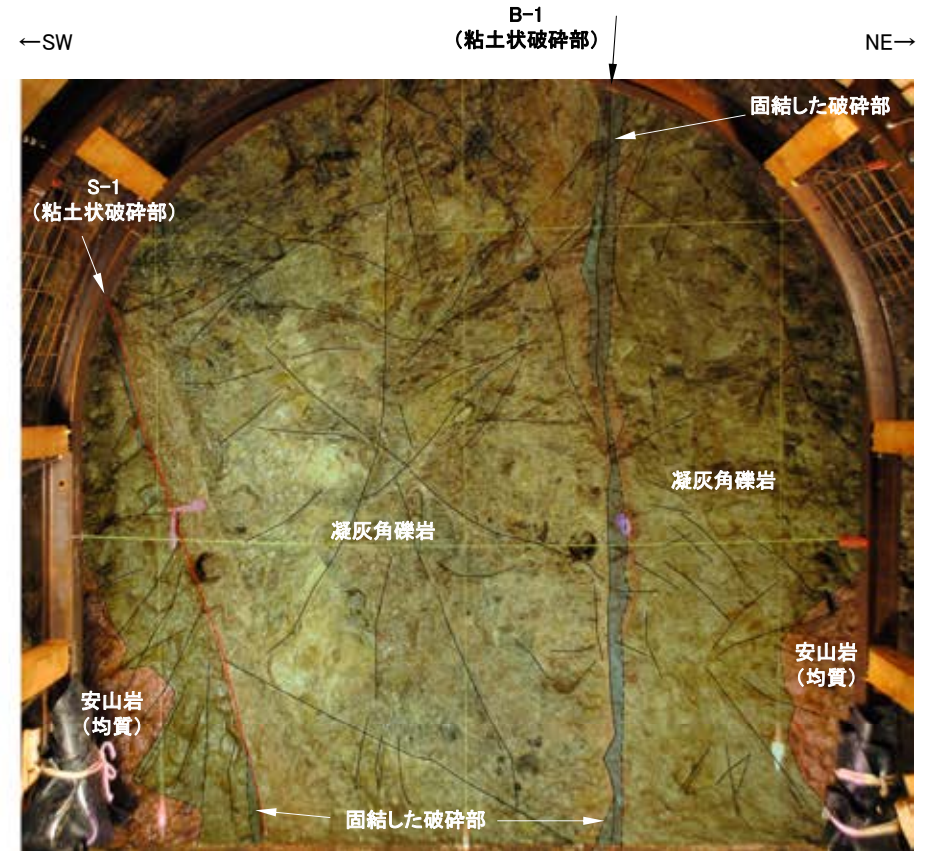 B-1
(粘土状破砕部)
←SW
NE→
固結した破砕部
S-1
(粘土状破砕部)
凝灰角礫岩
凝灰角礫岩
安山岩
(均質)
安山岩
(均質)
固結した破砕部